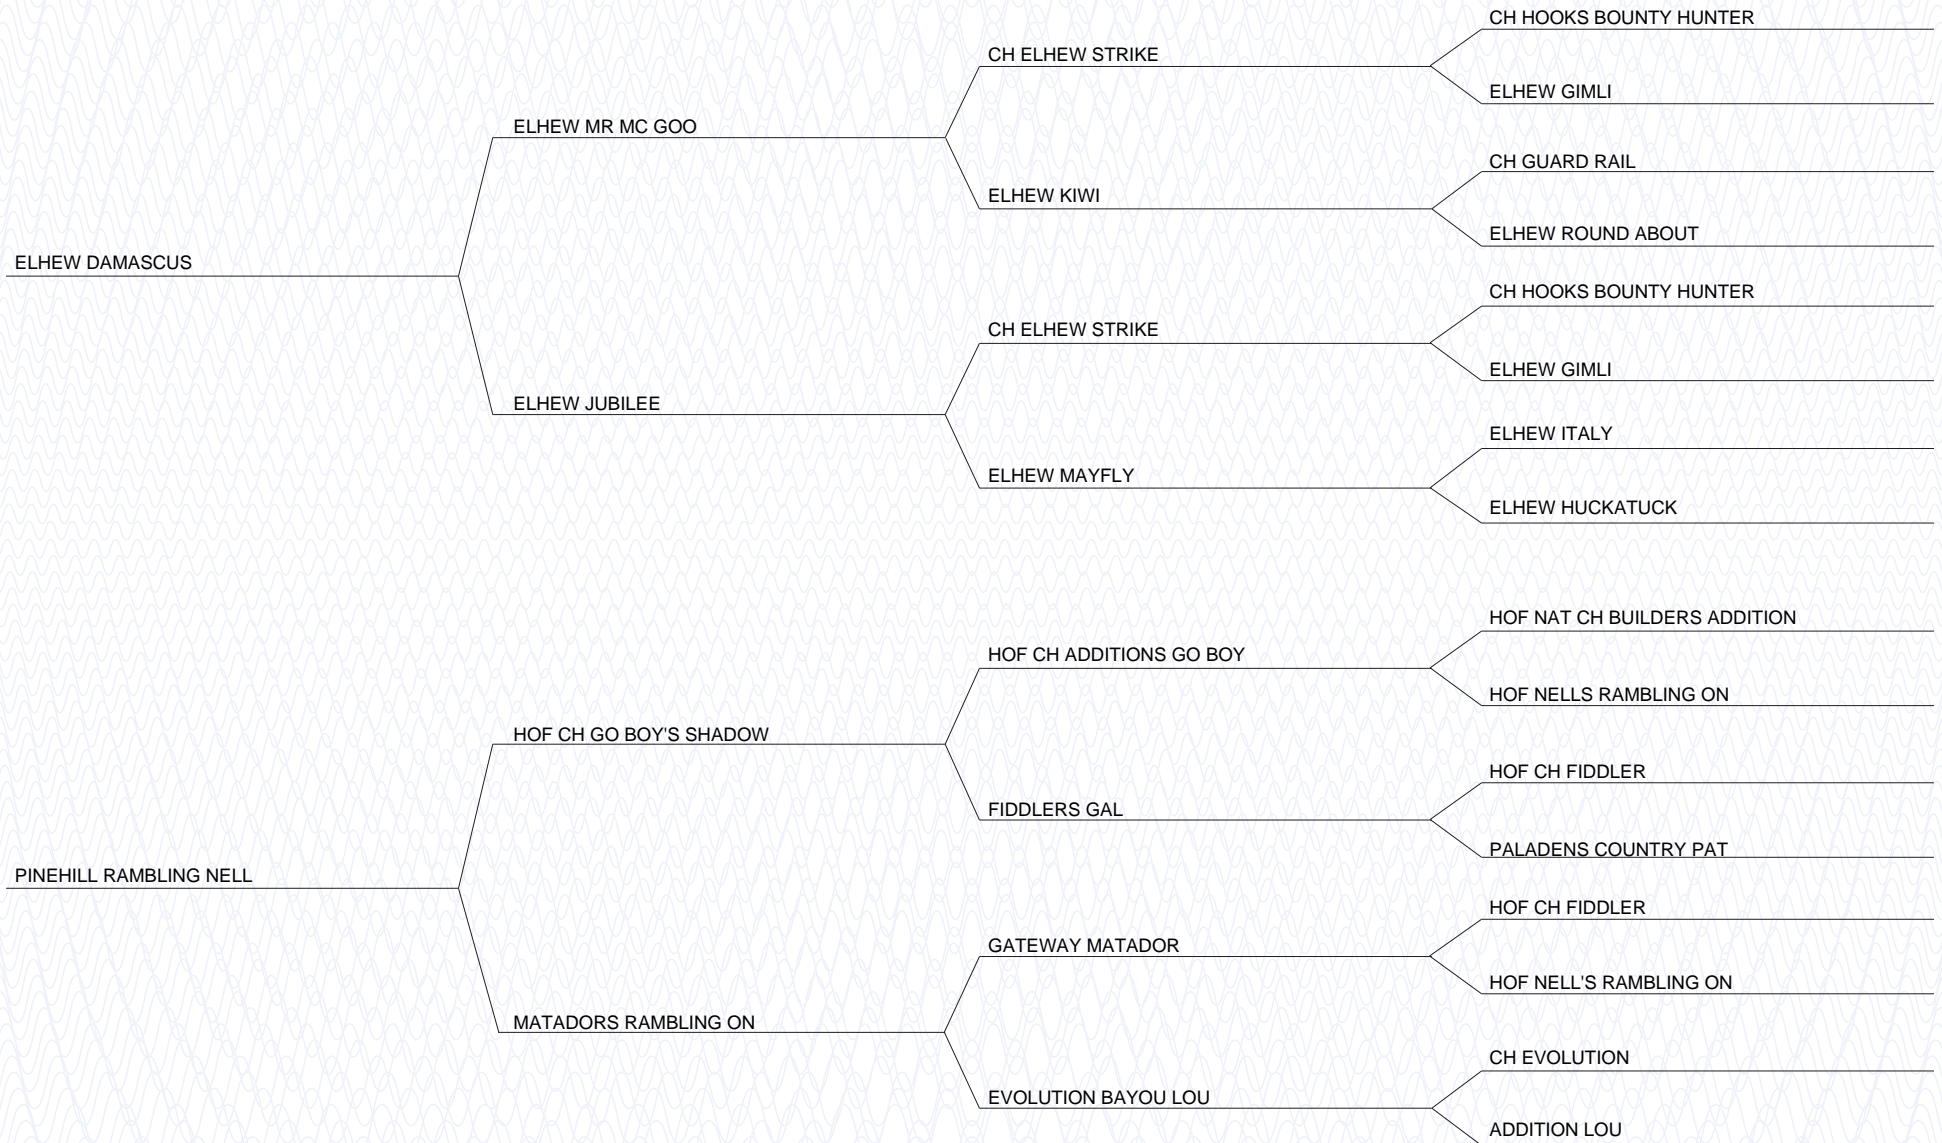 CH HOOKS BOUNTY HUNTER
CH ELHEW STRIKE
ELHEW GIMLI
ELHEW MR MC GOO
CH GUARD RAIL
ELHEW KIWI
ELHEW ROUND ABOUT
ELHEW DAMASCUS
CH HOOKS BOUNTY HUNTER
CH ELHEW STRIKE
ELHEW GIMLI
ELHEW JUBILEE
ELHEW ITALY
ELHEW MAYFLY
ELHEW HUCKATUCK
HOF NAT CH BUILDERS ADDITION
HOF CH ADDITIONS GO BOY
HOF NELLS RAMBLING ON
HOF CH GO BOY'S SHADOW
HOF CH FIDDLER
FIDDLERS GAL
PALADENS COUNTRY PAT
PINEHILL RAMBLING NELL
HOF CH FIDDLER
GATEWAY MATADOR
HOF NELL'S RAMBLING ON
MATADORS RAMBLING ON
CH EVOLUTION
EVOLUTION BAYOU LOU
ADDITION LOU